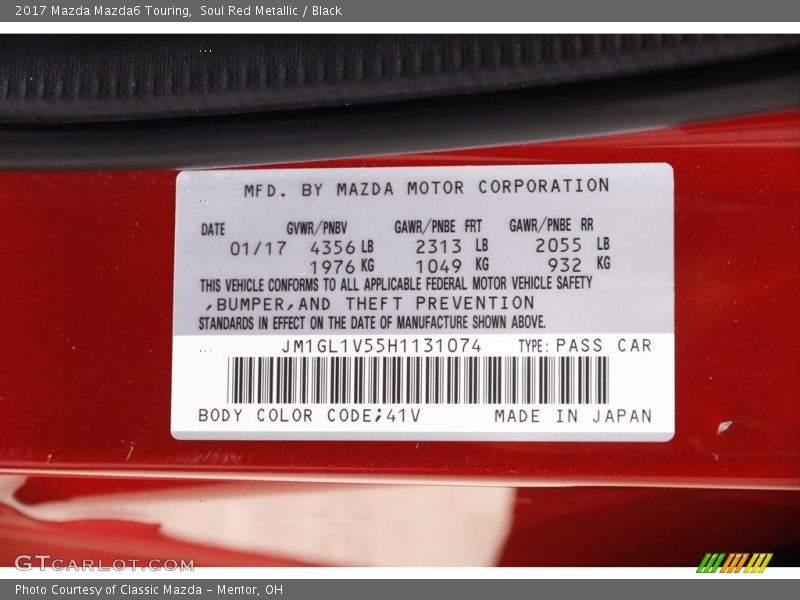 2017 Mazda Mazda6 Touring,  Soul Red Metallic / Black
MFD. BY MAZDA MOTOR CORPORATION
DATE GVWR/PNBV GAWR/PNBE FRT GAWR/PNBE RR
01/17 4356 LB 2313 LB 2055 LB
1976 KG 1049 KG 932 KG
THIS VEHICLE CONFORMS TO ALL APPLICABLE FEDERAL MOTOR VEHICLE SAFETY
,BUMPER,AND THEFT PREVENTION
STANDARDS IN EFFECT ON THE DATE OF MANUFACTURE SHOWN ABOVE.
JM1GL1V55H1131074 TYPE: PASS CAR
BODY COLOR CODE;41V MADE IN JAPAN
GTCARLOT.COM
Photo Courtesy of Classic Mazda - Mentor, OH